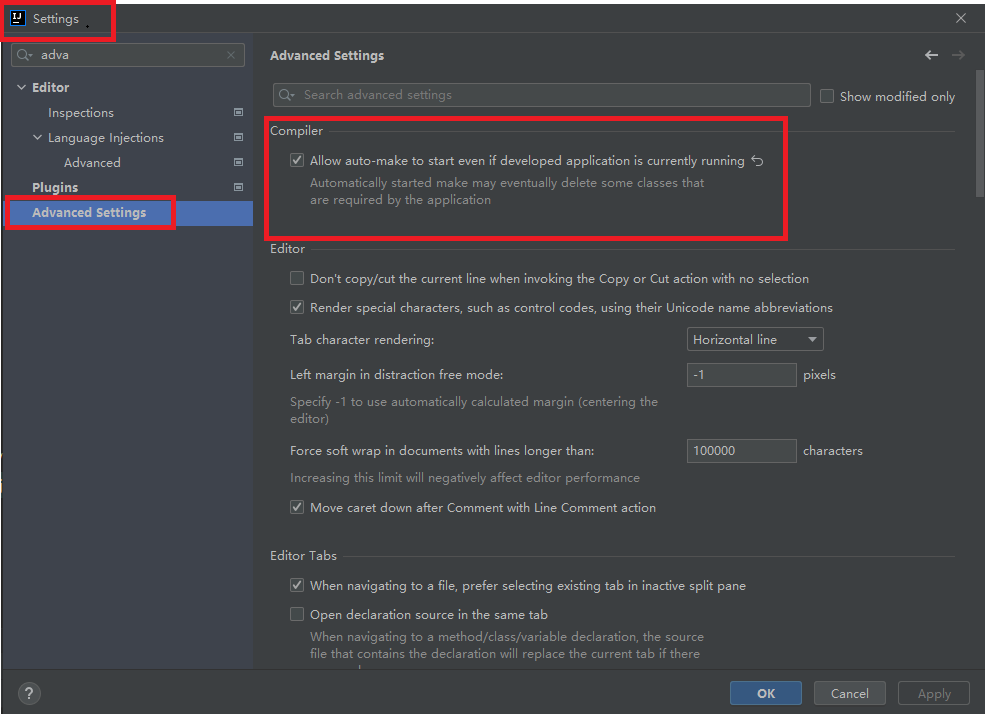 Settings
adva
Editor
Inspections
Language Injections
Advanced
Plugins
Advanced Settings
Advanced Settings
Search advanced settings
Show modified only
Compiler
Allow auto-make to start even if developed application is currently running
Automatically started make may eventually delete some classes that
are required by the application
Editor
Don't copy/cut the current line when invoking the Copy or Cut action with no selection
Render special characters, such as control codes, using their Unicode name abbreviations
Tab character rendering:
Horizontal line
Left margin in distraction free mode:
-1
pixels
Specify -1 to use automatically calculated margin (centering the
editor)
Force soft wrap in documents with lines longer than:
100000
characters
Increasing this limit will negatively affect editor performance
Move caret down after Comment with Line Comment action
Editor Tabs
When navigating to a file, prefer selecting existing tab in inactive split pane
Open declaration source in the same tab
When navigating to a method/class/variable declaration, the source
file that contains the declaration will replace the current tab if there
?
OK
Cancel
Apply